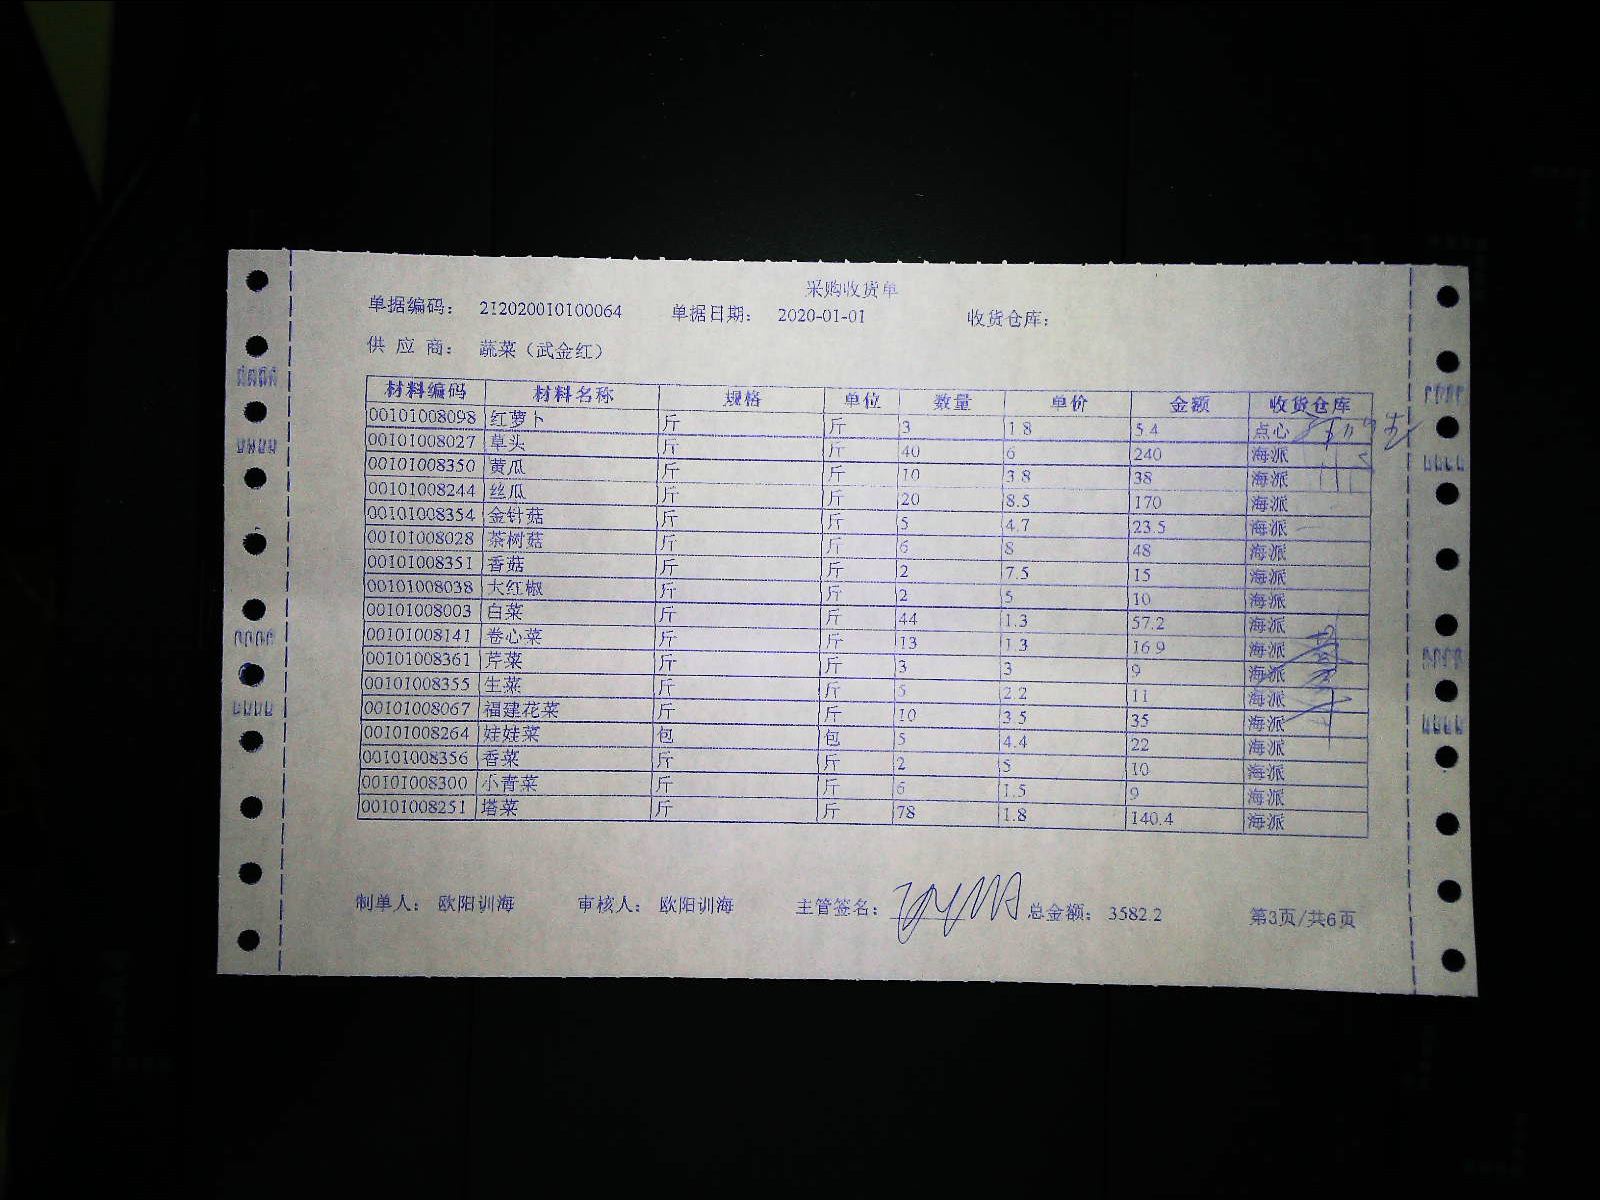 采购收货单
单据编码： 212020010100064 单据日期： 2020-01-01 收货仓库：
供 应 商： 蔬菜（武金红）
材料编码 材料名称 规格 单位 数量 单价 金额 收货仓库
00101008098 红萝卜 斤 斤 3 1.8 5.4 点心
00101008027 草头 斤 斤 40 6 240 海派
00101008350 黄瓜 斤 斤 10 3.8 38 海派
00101008244 丝瓜 斤 斤 20 8.5 170 海派
00101008354 金针菇 斤 斤 5 4.7 23.5 海派
00101008028 茶树菇 斤 斤 6 8 48 海派
00101008351 香菇 斤 斤 2 7.5 15 海派
00101008038 大红椒 斤 斤 2 5 10 海派
00101008003 白菜 斤 斤 44 1.3 57.2 海派
00101008141 卷心菜 斤 斤 13 1.3 16.9 海派
00101008361 芹菜 斤 斤 3 3 9 海派
00101008355 生菜 斤 斤 5 2.2 11 海派
00101008067 福建花菜 斤 斤 10 3.5 35 海派
00101008264 娃娃菜 包 包 5 4.4 22 海派
00101008356 香菜 斤 斤 2 5 10 海派
00101008300 小青菜 斤 斤 6 1.5 9 海派
00101008251 塔菜 斤 斤 78 1.8 140.4 海派
制单人： 欧阳训海 审核人： 欧阳训海 主管签名： 总金额： 3582.2 第3页/共6页